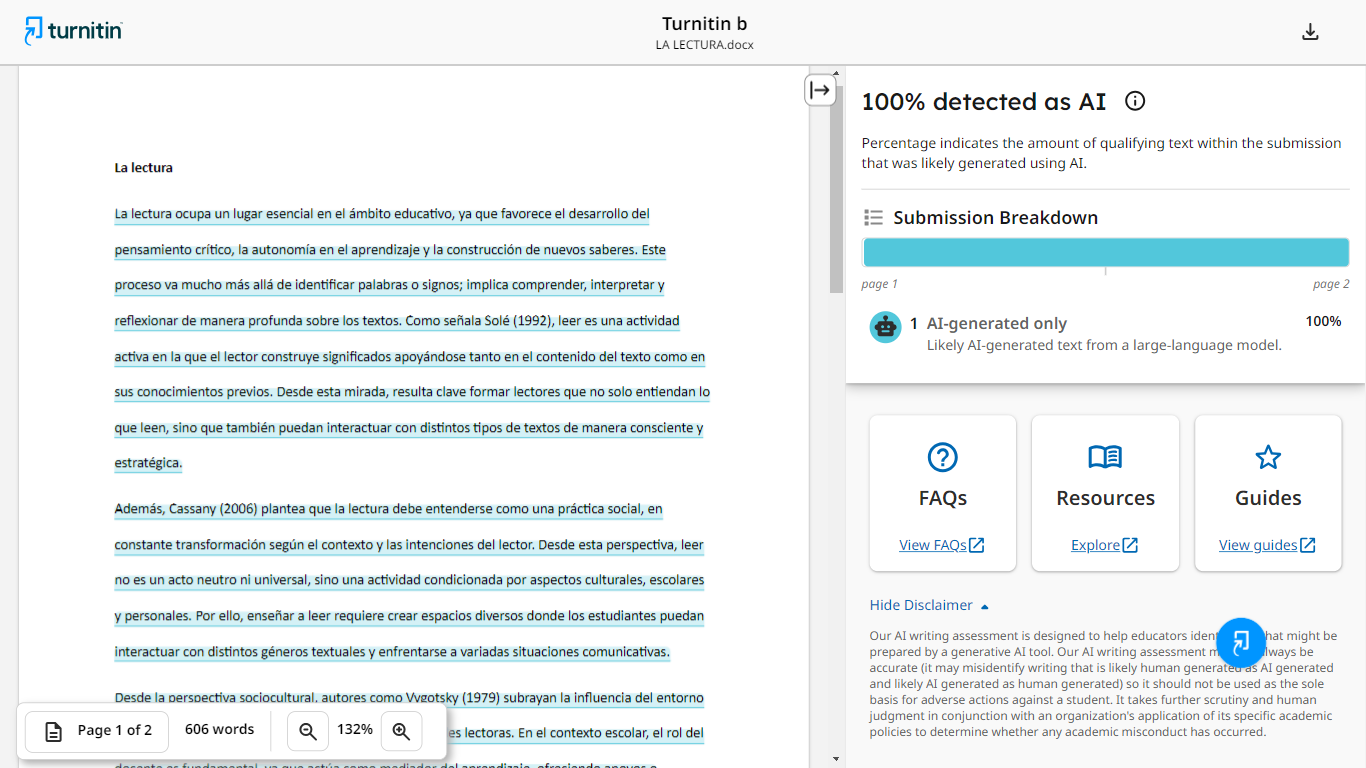 turnitin
Turnitin b
LA LECTURA.docx
La lectura
La lectura ocupa un lugar esencial en el ámbito educativo, ya que favorece el desarrollo del
pensamiento crítico, la autonomía en el aprendizaje y la construcción de nuevos saberes. Este
proceso va mucho más allá de identificar palabras o signos; implica comprender, interpretar y
reflexionar de manera profunda sobre los textos. Como señala Solé (1992), leer es una actividad
activa en la que el lector construye significados apoyándose tanto en el contenido del texto como en
sus conocimientos previos. Desde esta mirada, resulta clave formar lectores que no solo entiendan lo
que leen, sino que también puedan interactuar con distintos tipos de textos de manera consciente y
estratégica.
Además, Cassany (2006) plantea que la lectura debe entenderse como una práctica social, en
constante transformación según el contexto y las intenciones del lector. Desde esta perspectiva, leer
no es un acto neutro ni universal, sino una actividad condicionada por aspectos culturales, escolares
y personales. Por ello, enseñar a leer requiere crear espacios diversos donde los estudiantes puedan
interactuar con distintos géneros textuales y enfrentarse a variadas situaciones comunicativas.
Desde la perspectiva sociocultural, autores como Vygotsky (1979) subrayan la influencia del entorno
es lectoras. En el contexto escolar, el rol del
docente es fundamental, ya que actúa como mediador del aprendizaje, ofreciendo apoyos o
Page 1 of 2
606 words
132%
100% detected as AI
Percentage indicates the amount of qualifying text within the submission
that was likely generated using AI.
Submission Breakdown
page 1
page 2
1 AI-generated only 100%
Likely AI-generated text from a large-language model.
FAQs
View FAQs
Resources
Explore
Guides
View guides
Hide Disclaimer
Our AI writing assessment is designed to help educators hat might be
prepared by a generative AI tool. Our AI writing assessment always be
accurate (it may misidentify writing that is likely human generated as AI generated
and likely AI generated as human generated) so it should not be used as the sole
basis for adverse actions against a student. It takes further scrutiny and human
judgment in conjunction with an organization's application of its specific academic
policies to determine whether any academic misconduct has occurred.